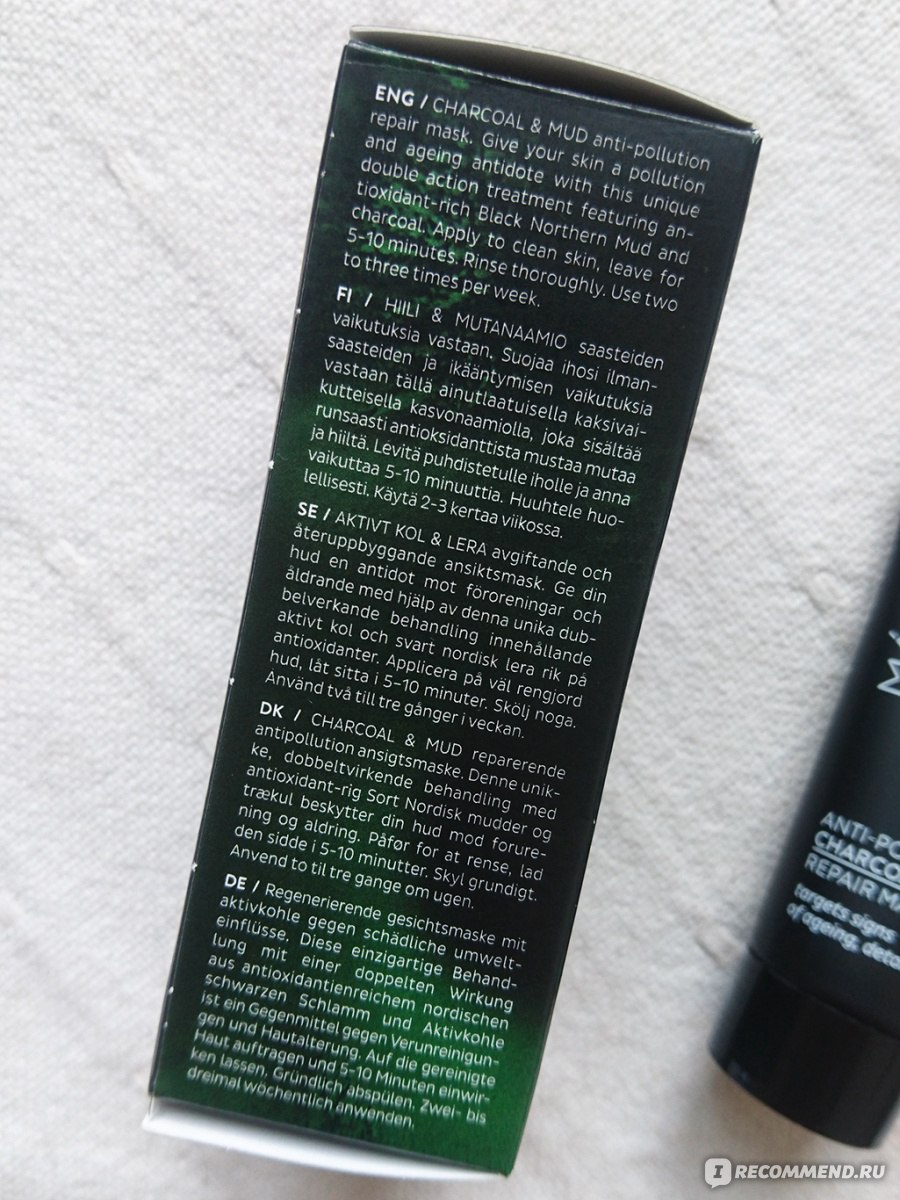 ENG / CHARCOAL & MUD anti-pollution
repair mask. Give your skin a pollution
and ageing antidote with this unique
double action treatment featuring an-
tioxidant-rich Black Northern Mud and
charcoal. Apply to clean skin, leave for
5-10 minutes. Rinse thoroughly. Use two
to three times per week.
FI / HIILI & MUTANAAMIO saasteiden
vaikutuksia vastaan. Suojaa ihosi ilman-
saasteiden ja ikääntymisen vaikutuksia
vastaan tällä ainutlaatuisella kaksivai-
kutteisella kasvonaamiolla, joka sisältää
runsaasti antioksidanttista mustaa mutaa
ja hiiltä. Levitä puhdistetulle iholle ja anna
vaikuttaa 5-10 minuuttia. Huuhtele huo-
lellisesti. Käytä 2-3 kertaa viikossa.
SE / AKTIVT KOL & LERA avgiftande och
återuppbyggande ansiktsmask. Ge din
hud en antidot mot föroreningar och
åldrande med hjälp av denna unika dub-
belverkande behandling innehållande
aktivt kol och svart nordisk lera rik på
antioxidanter. Applicera på väl rengjord
hud, låt sitta i 5-10 minuter. Skölj noga.
Använd två till tre gånger i veckan.
DK / CHARCOAL & MUD reparerende
antipollution ansigtsmaske. Denne unik-
ke, dobbeltvirkende behandling med
antioxidant-rig Sort Nordisk mudder og
trækul beskytter din hud mod forure-
ning og aldring. Påfør for at rense, lad
den sidde i 5-10 minutter. Skyl grundigt.
Anvend to til tre gange om ugen.
DE / Regenerierende gesichtsmaske mit
aktivkohle gegen schädliche umwelt-
einflüsse. Diese einzigartige Behand-
lung mit einer doppelten Wirkung
aus antioxidantienreichem nordischen
schwarzen Schlamm und Aktivkohle
ist ein Gegenmittel gegen Verunreinigun-
gen und Hautalterung. Auf die gereinigte
Haut auftragen und 5-10 Minuten einwir-
ken lassen. Gründlich abspülen. Zwei- bis
dreimal wöchentlich anwenden.
ANTI-PO
CHARCO
REPAIR MA
targets signs
of ageing, deto
I RECOMMEND.RU